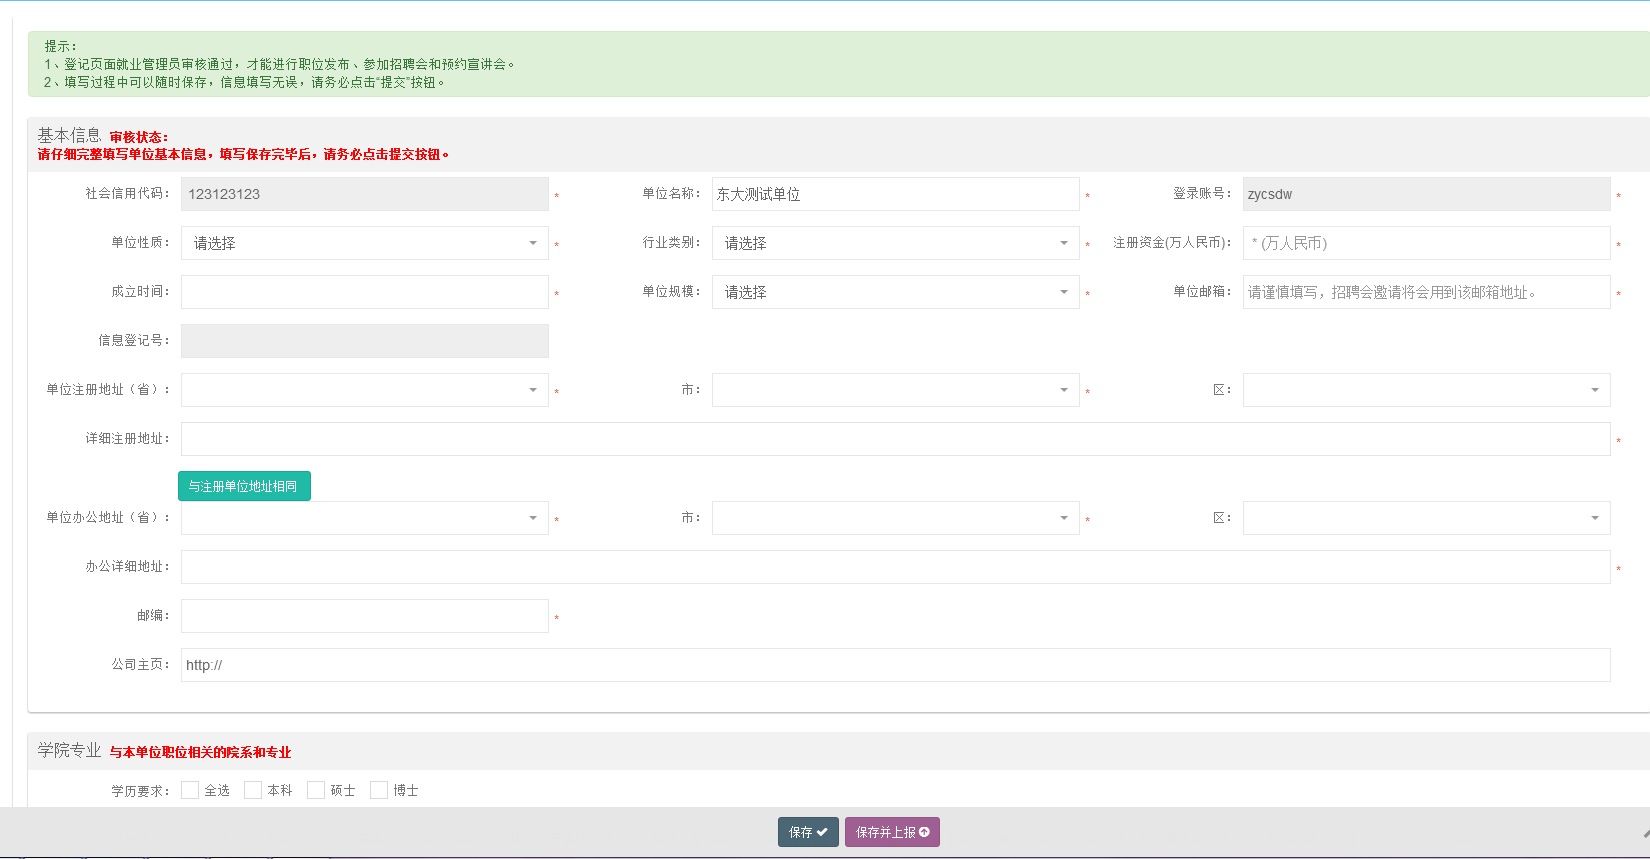 提示：
1、登记页面就业管理员审核通过，才能进行职位发布、参加招聘会和预约宣讲会。
2、填写过程中可以随时保存，信息填写无误，请务必点击“提交”按钮。
基本信息 审核状态：
请仔细完整填写单位基本信息，填写保存完毕后，请务必点击提交按钮。
社会信用代码： 123123123 * 单位名称： 东大测试单位 * 登录账号： zycsdw *
单位性质： 请选择 * 行业类别： 请选择 * 注册资金(万人民币)： * (万人民币) *
成立时间： * 单位规模： 请选择 * 单位邮箱： 请谨慎填写，招聘会邀请将会用到该邮箱地址。 *
信息登记号：
单位注册地址（省）： * 市： * 区：
详细注册地址： *
与注册单位地址相同
单位办公地址（省）： * 市： * 区：
办公详细地址： *
邮编： *
公司主页： http://
学院专业 与本单位职位相关的院系和专业
学历要求： 全选 本科 硕士 博士
保存 保存并上报